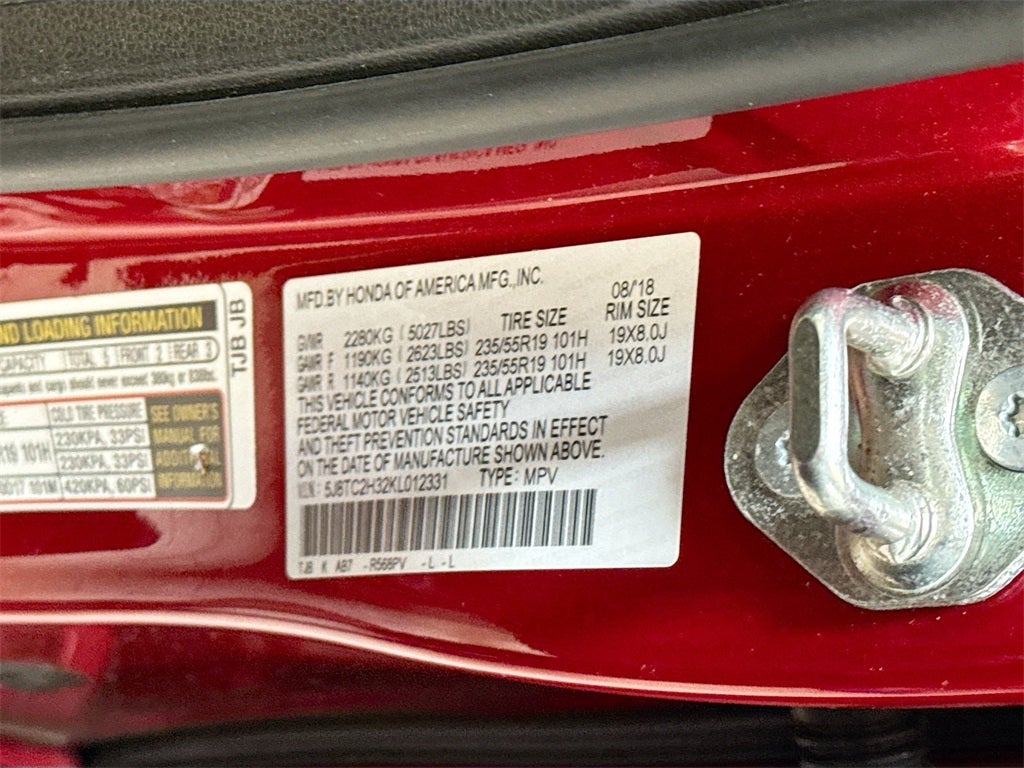 ND LOADING INFORMATION
CAPACITY TOTAL 5 FRONT 2 REAR 3
COLD TIRE PRESSURE
SEE OWNER'S
MANUAL FOR
INFORMATION
R19 101H
230KPA, 33PSI
230KPA, 33PSI
420KPA, 60PSI
TJB JB
MFD.BY HONDA OF AMERICA MFG.,INC. 08/'18
TIRE SIZE RIM SIZE
GVWR 2280KG ( 5027LBS)
GAWR F 1190KG ( 2623LBS) 235/55R19 101H 19X8.0J
GAWR R 1140KG ( 2513LBS) 235/55R19 101H 19X8.0J
THIS VEHICLE CONFORMS TO ALL APPLICABLE
FEDERAL MOTOR VEHICLE SAFETY
AND THEFT PREVENTION STANDARDS IN EFFECT
ON THE DATE OF MANUFACTURE SHOWN ABOVE.
V.I.N.: 5J8TC2H32KL012331 TYPE: MPV
TJB K AB7 -R568PV -L -L